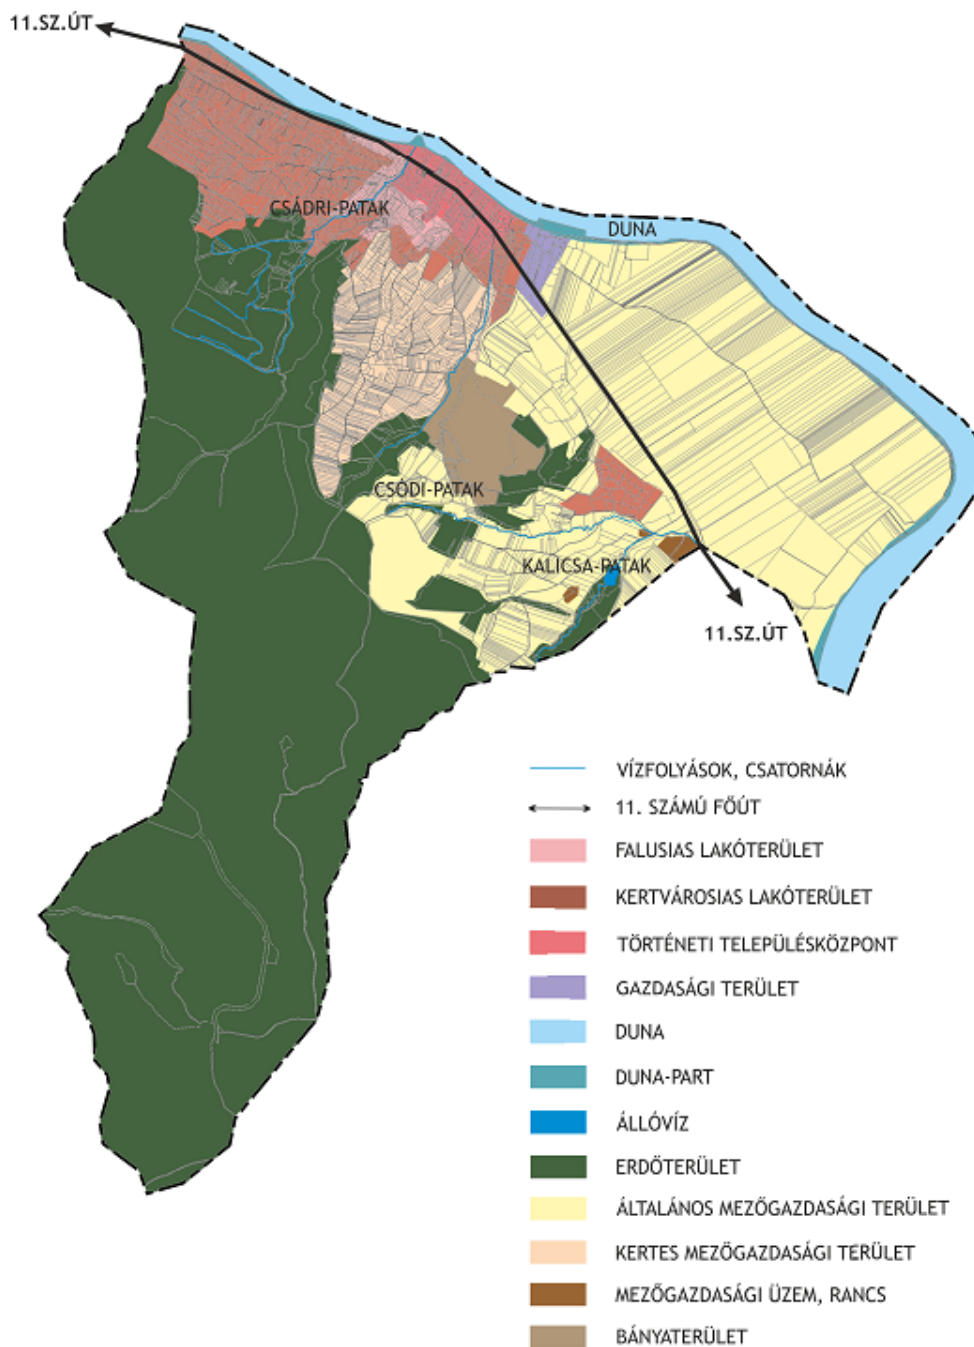 11.SZ.ÚT
CSÁDRI-PATAK
DUNA
CSÓDI-PATAK
KALICSA-PATAK
11.SZ.ÚT
VÍZFOLYÁSOK, CSATORNÁK
11. SZÁMÚ FŐÚT
FALUSIAS LAKÓTERÜLET
KERTVÁROSIAS LAKÓTERÜLET
TÖRTÉNETI TELEPÜLÉSKÖZPONT
GAZDASÁGI TERÜLET
DUNA
DUNA-PART
ÁLLÓVÍZ
ERDŐTERÜLET
ÁLTALÁNOS MEZŐGAZDASÁGI TERÜLET
KERTES MEZŐGAZDASÁGI TERÜLET
MEZŐGAZDASÁGI ÜZEM, RANCS
BÁNYATERÜLET